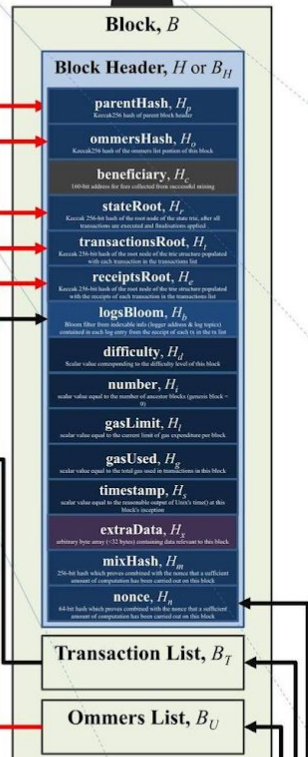 Block, B
Block Header, H or B_H
parentHash, H_p
Keccak256 hash of parent block header
ommersHash, H_o
Keccak256 hash of the ommers list portion of this block
beneficiary, H_c
160-bit address for fees collected from successful mining
stateRoot, H_r
Keccak 256-bit hash of the root node of the state trie, after all
transactions are executed and finalisations applied
transactionsRoot, H_t
Keccak 256-bit hash of the root node of the trie structure populated
with each transaction in the transactions list
receiptsRoot, H_e
Keccak 256-bit hash of the root node of the trie structure populated
with the receipts of each transaction in the transactions list
logsBloom, H_b
Bloom filter from indexable info (logger address & log topics)
contained in each log entry from the receipt of each tx in the tx list
difficulty, H_d
Scalar value corresponding to the difficulty level of this block
number, H_i
scalar value equal to the number of ancestor blocks (genesis block =
0)
gasLimit, H_l
scalar value equal to the current limit of gas expenditure per block
gasUsed, H_g
scalar value equal to the total gas used in transactions in this block
timestamp, H_s
scalar value equal to the reasonable output of Unix's time() at this
block's inception
extraData, H_x
arbitrary byte array (<32 bytes) containing data relevant to this block
mixHash, H_m
256-bit hash which proves combined with the nonce that a sufficient
amount of computation has been carried out on this block
nonce, H_n
64-bit hash which proves combined with the nonce that a sufficient
amount of computation has been carried out on this block
Transaction List, B_T
Ommers List, B_U